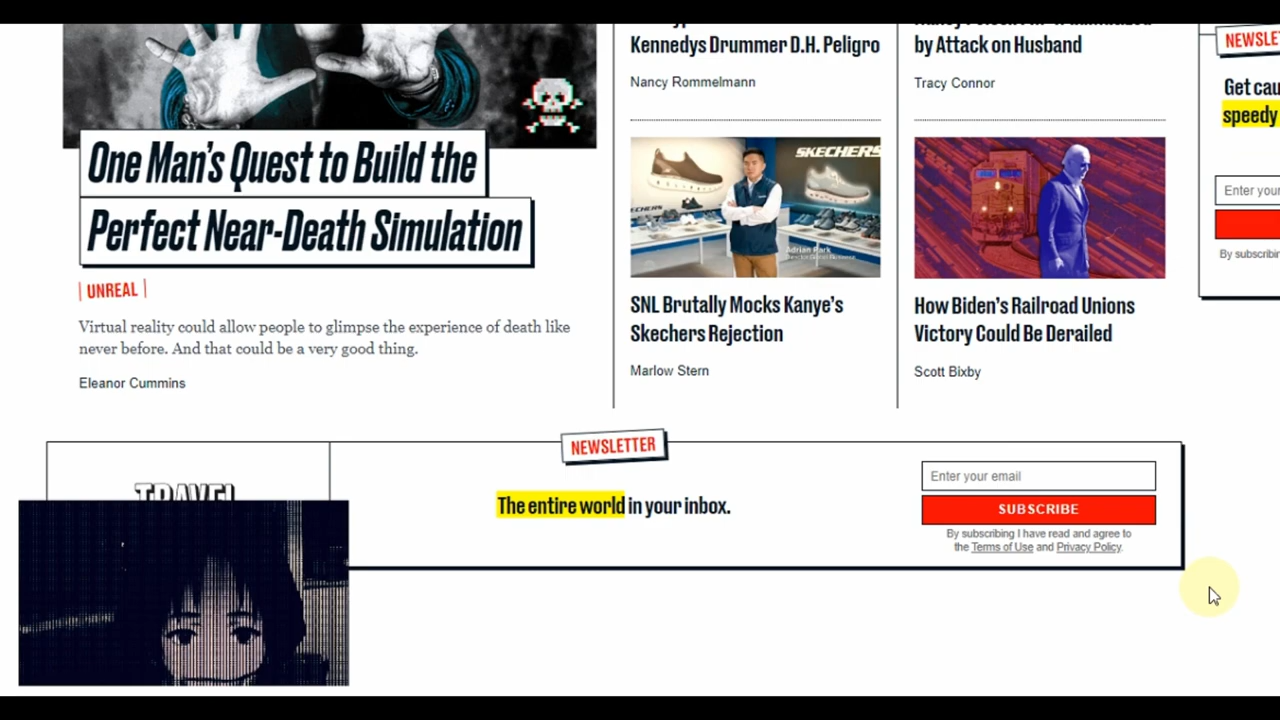 One Man's Quest to Build the
Perfect Near-Death Simulation
UNREAL
Virtual reality could allow people to glimpse the experience of death like
never before. And that could be a very good thing.
Eleanor Cummins
Kennedys Drummer D.H. Peligro
Nancy Rommelmann
SKECHERS
Adrian Park
SNL Brutally Mocks Kanye's
Skechers Rejection
Marlow Stern
by Attack on Husband
Tracy Connor
How Biden's Railroad Unions
Victory Could Be Derailed
Scott Bixby
NEWSLE
Get cau
speedy
Enter your
By subscribin
TRAVEL
NEWSLETTER
The entire world in your inbox.
Enter your email
SUBSCRIBE
By subscribing I have read and agree to
the Terms of Use and Privacy Policy.